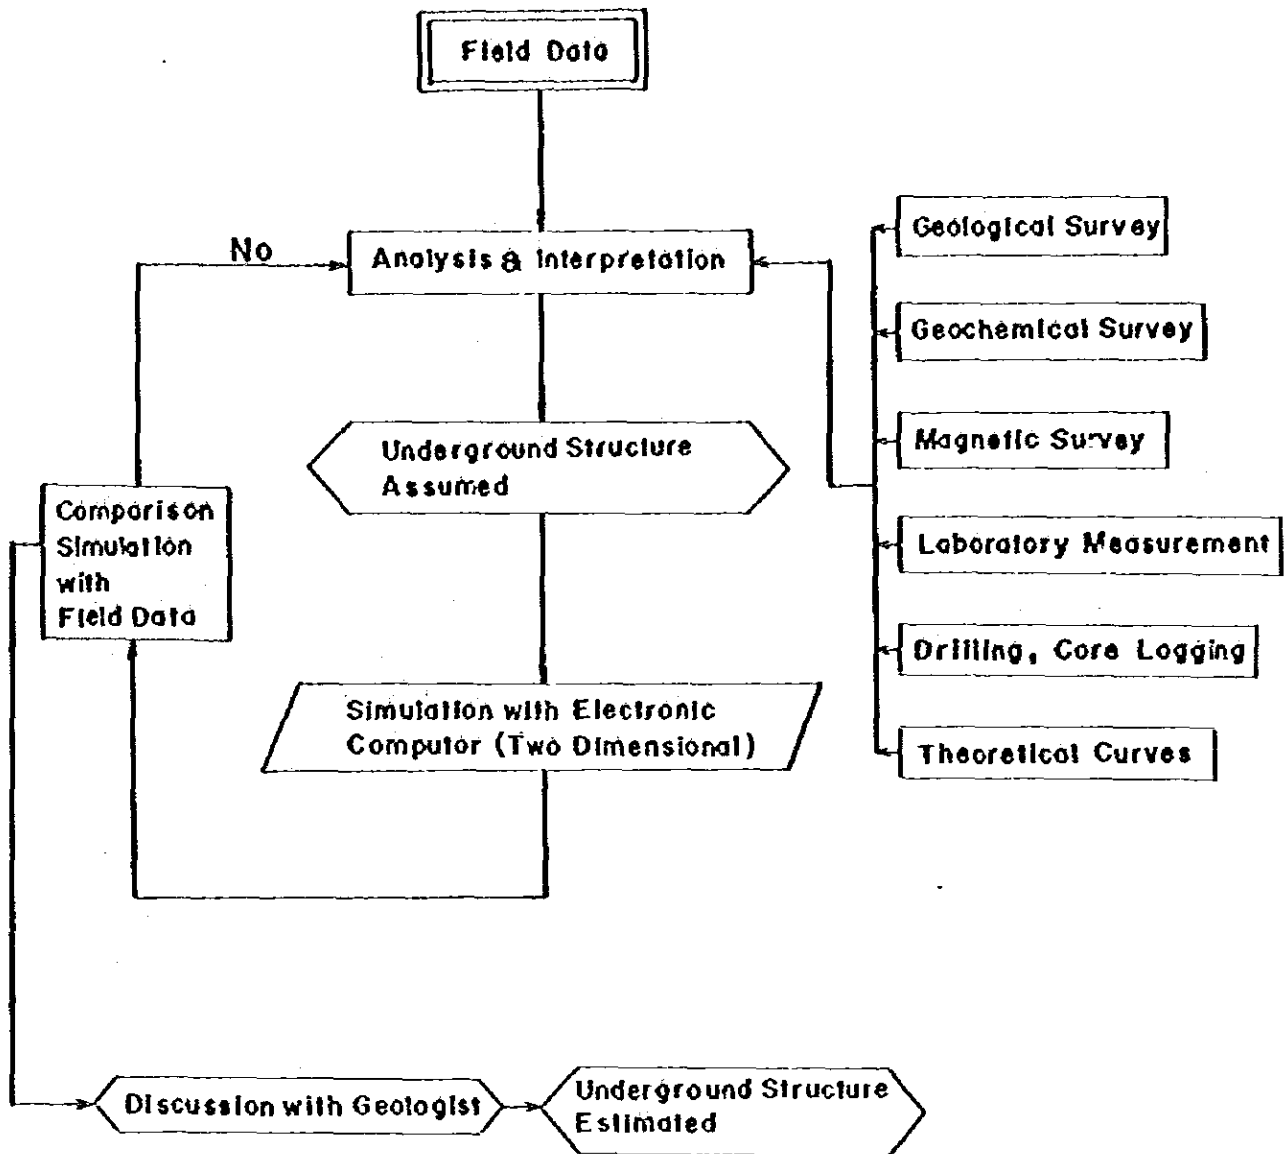 Field Data
No
Analysis & Interpretation
Geological Survey
Geochemical Survey
Magnetic Survey
Laboratory Measurement
Drilling, Core Logging
Theoretical Curves
Underground Structure
Assumed
Comparison
Simulation
with
Field Data
Simulation with Electronic
Computor (Two Dimensional)
Discussion with Geologist
Underground Structure
Estimated